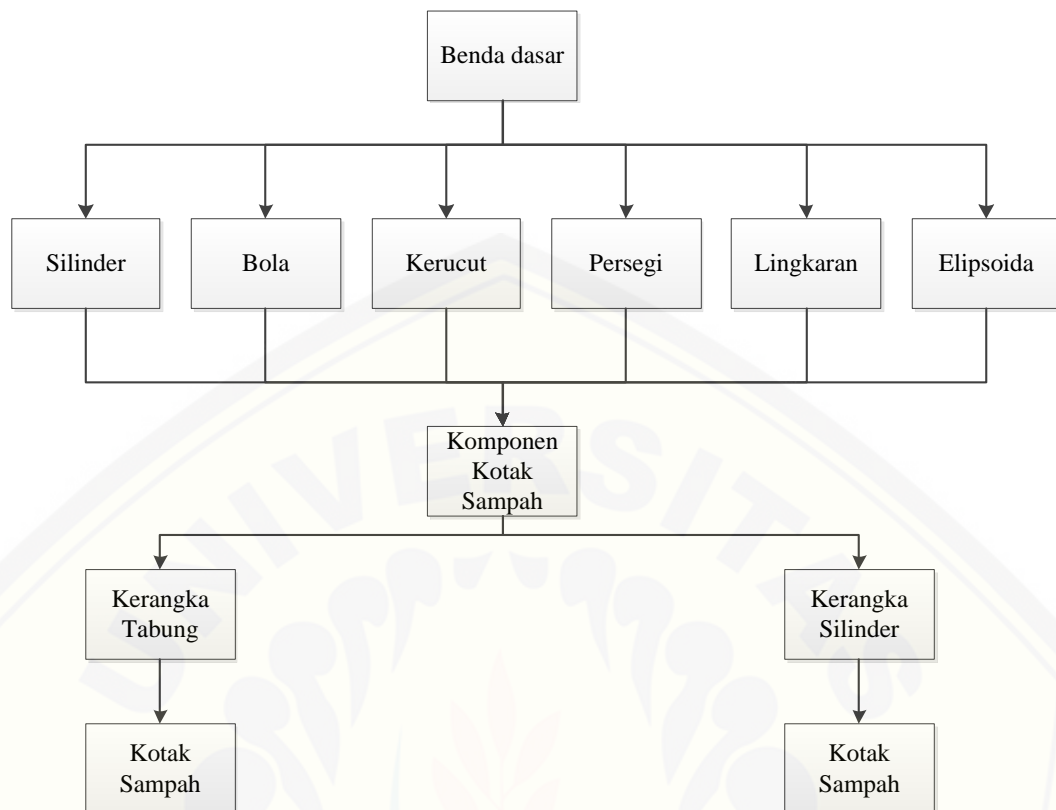 Benda dasar
Silinder
Bola
Kerucut
Persegi
Lingkaran
Elipsoida
Komponen
Kotak
Sampah
Kerangka
Tabung
Kerangka
Silinder
Kotak
Sampah
Kotak
Sampah
UNIVERSITAS